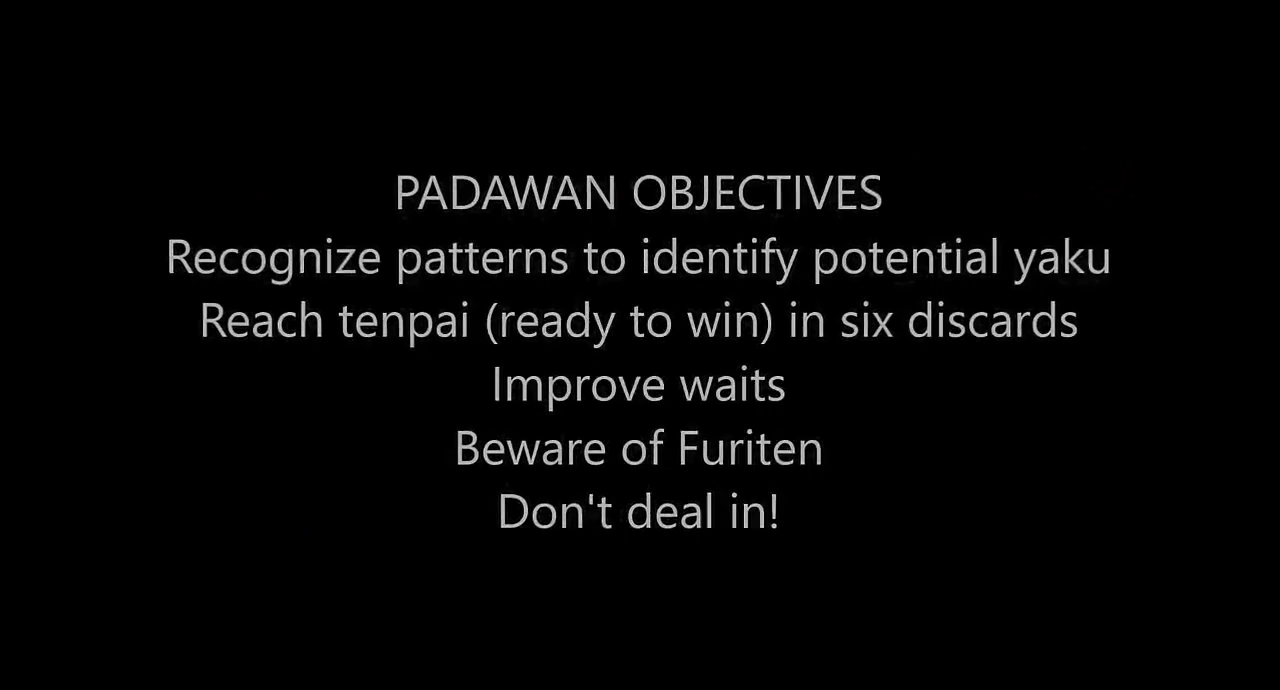 PADAWAN OBJECTIVES
Recognize patterns to identify potential yaku
Reach tenpai (ready to win) in six discards
Improve waits
Beware of Furiten
Don't deal in!